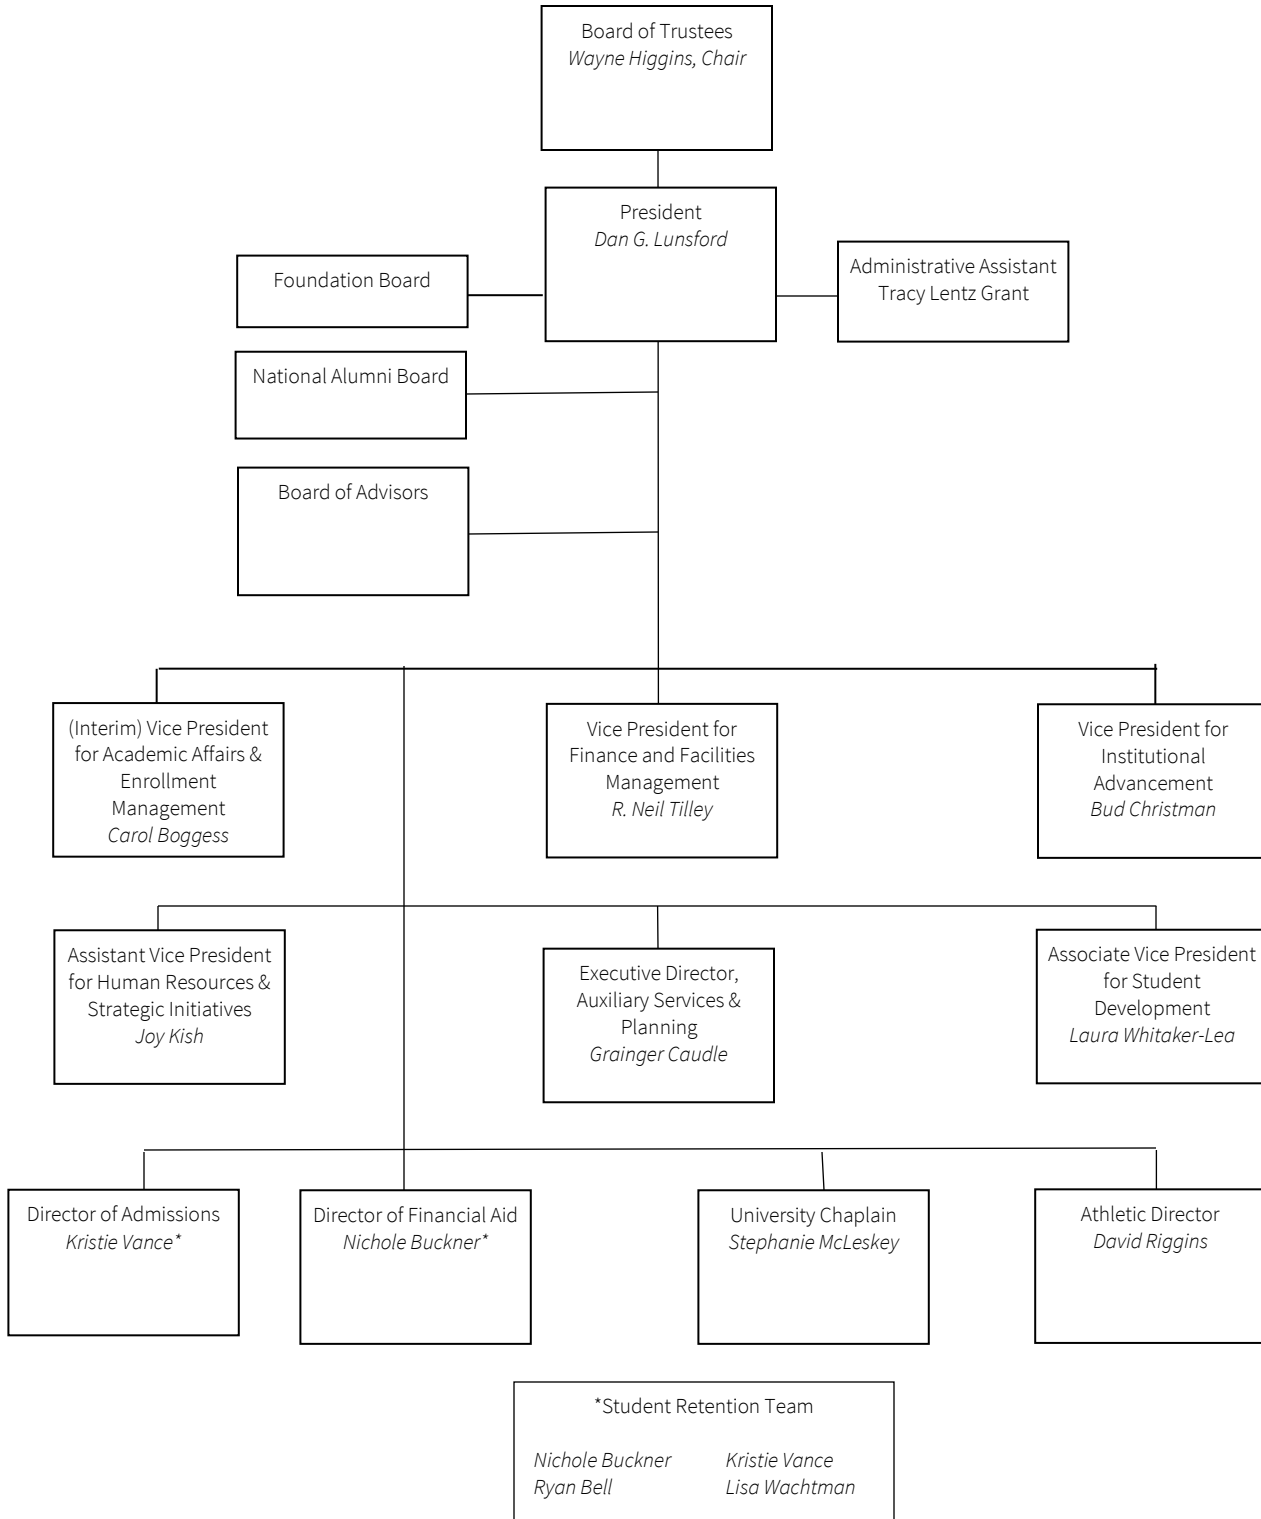 Board of Trustees
Wayne Higgins, Chair
President
Dan G. Lunsford
Foundation Board
Administrative Assistant
Tracy Lentz Grant
National Alumni Board
Board of Advisors
(Interim) Vice President
for Academic Affairs &
Enrollment
Management
Carol Boggess
Vice President for
Finance and Facilities
Management
R. Neil Tilley
Vice President for
Institutional
Advancement
Bud Christman
Assistant Vice President
for Human Resources &
Strategic Initiatives
Joy Kish
Executive Director,
Auxiliary Services &
Planning
Grainger Caudle
Associate Vice President
for Student
Development
Laura Whitaker-Lea
Director of Admissions
Kristie Vance*
Director of Financial Aid
Nichole Buckner*
University Chaplain
Stephanie McLeskey
Athletic Director
David Riggins
*Student Retention Team
Nichole Buckner Kristie Vance
Ryan Bell Lisa Wachtman